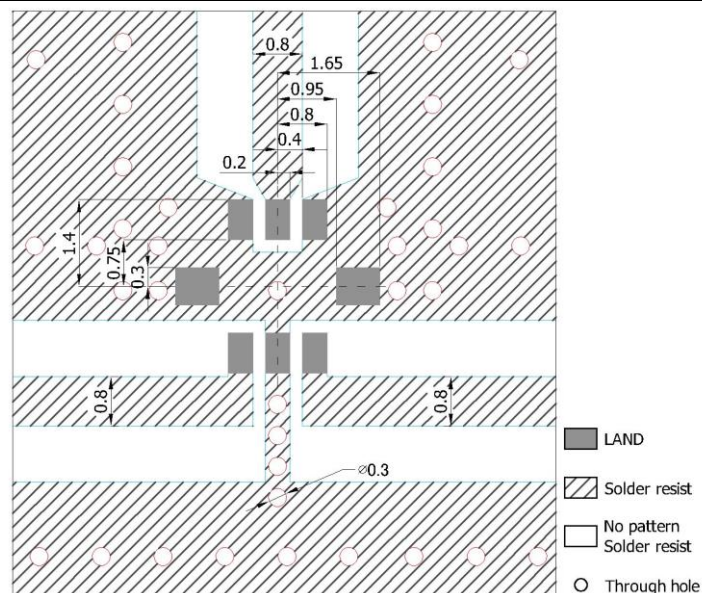 0.8
1.65
0.95
0.8
0.4
0.2
1.4
0.75
0.3
0.8
0.8
⌀0.3
LAND
Solder resist
No pattern
Solder resist
Through hole